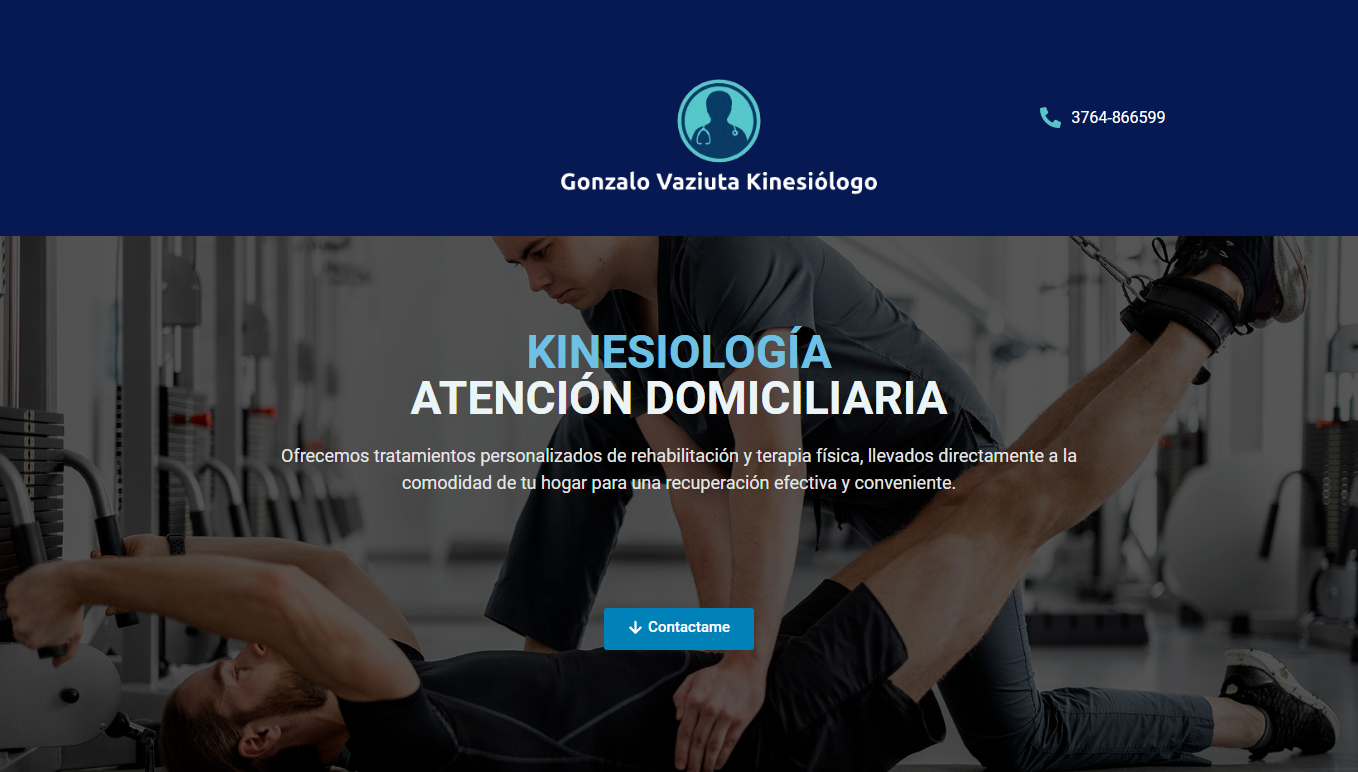 3764-866599
Gonzalo Vaziuta Kinesiólogo
KINESIOLOGÍA
ATENCIÓN DOMICILIARIA
Ofrecemos tratamientos personalizados de rehabilitación y terapia física, llevados directamente a la
comodidad de tu hogar para una recuperación efectiva y conveniente.
Contactame